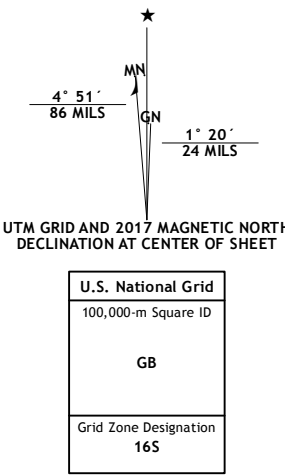 ★
MN
4° 51´
86 MILS
GN
1° 20´
24 MILS
UTM GRID AND 2017 MAGNETIC NORTH
DECLINATION AT CENTER OF SHEET
U.S. National Grid
100,000-m Square ID
GB
Grid Zone Designation
16S